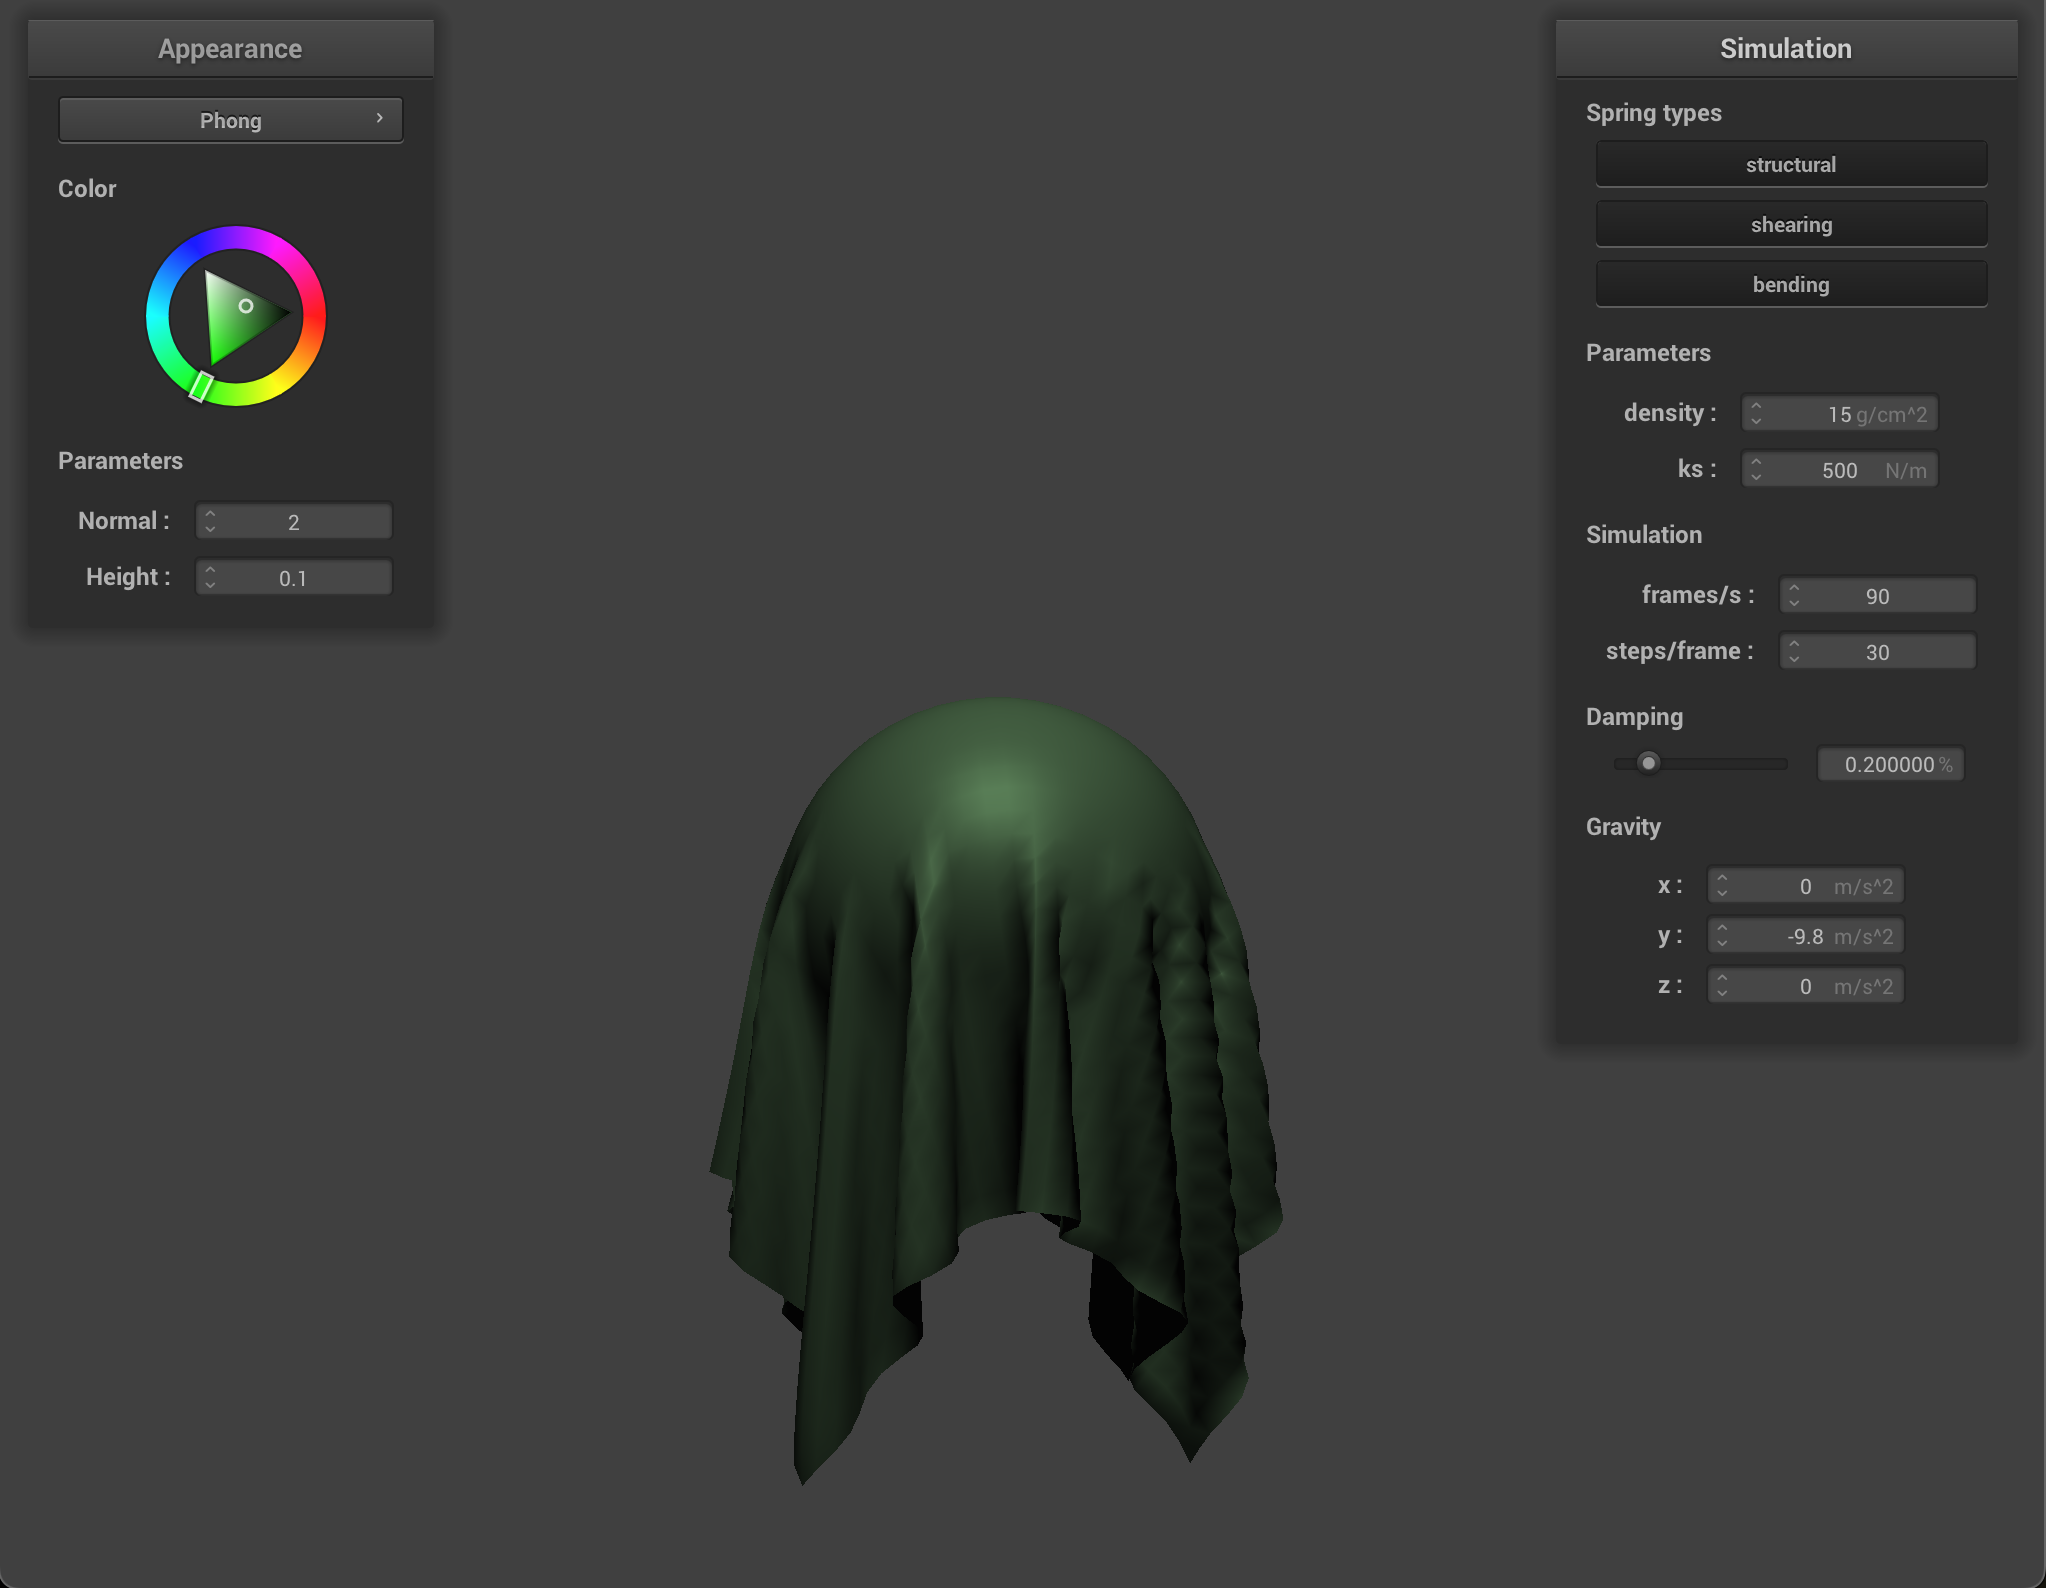 Appearance
Phong
Color
Parameters
Normal : 2
Height : 0.1
Simulation
Spring types
structural
shearing
bending
Parameters
density : 15 g/cm^2
ks : 500 N/m
Simulation
frames/s : 90
steps/frame : 30
Damping
0.200000 %
Gravity
x : 0 m/s^2
y : -9.8 m/s^2
z : 0 m/s^2